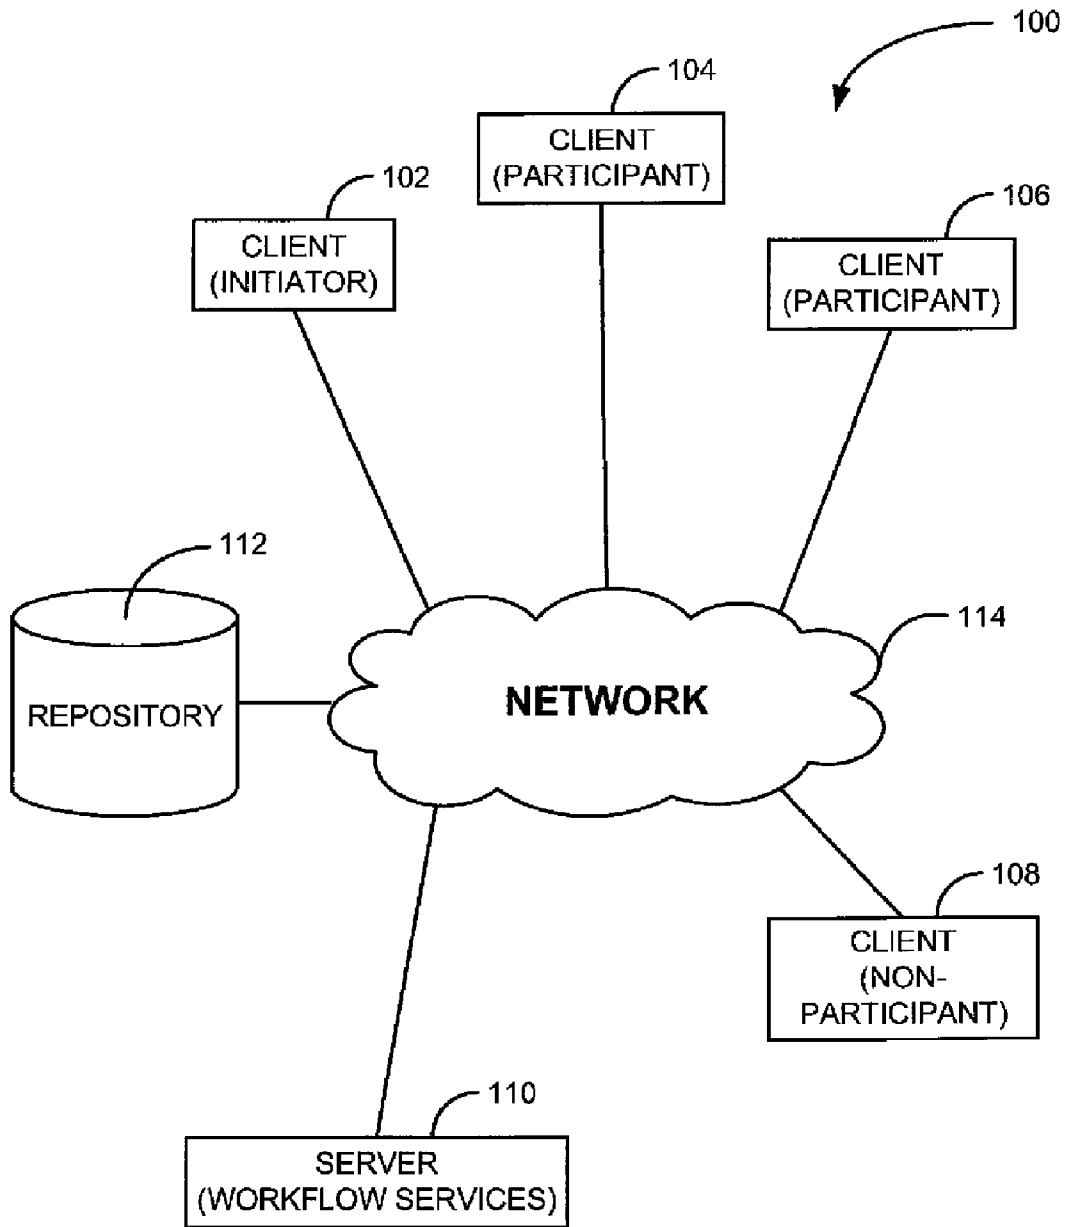 100
104
CLIENT
(PARTICIPANT)
102
CLIENT
(INITIATOR)
106
CLIENT
(PARTICIPANT)
112
REPOSITORY
114
NETWORK
108
CLIENT
(NON-
PARTICIPANT)
110
SERVER
(WORKFLOW SERVICES)